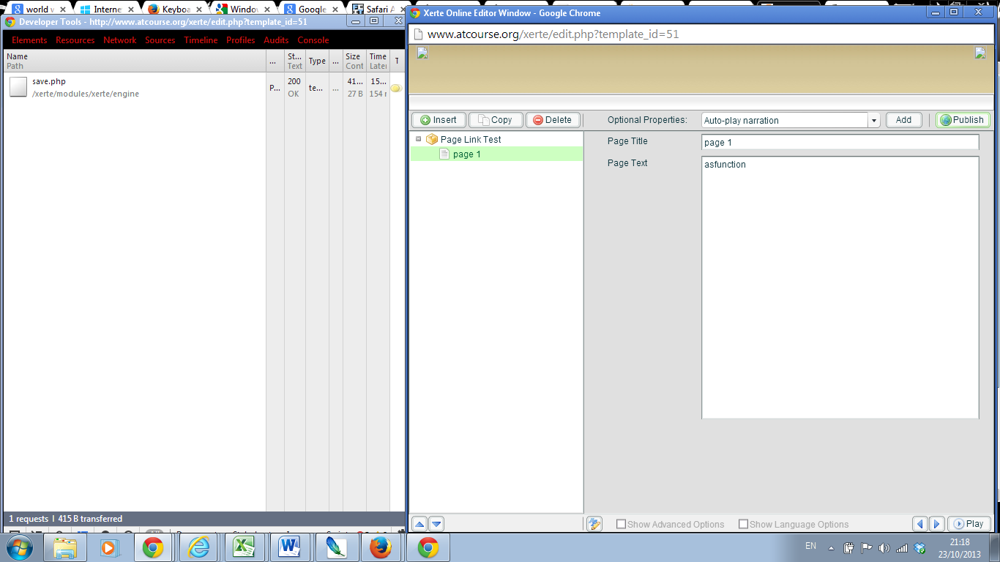 world w
Interne
Keyboa
Window
Google
Safari A
Developer Tools - http://www.atcourse.org/xerte/edit.php?template_id=51
Elements Resources Network Sources Timeline Profiles Audits Console
Name ... St... Type ... Size Time T
Path Text Cont Later
save.php P... 200 te... ... 41... 15...
/xerte/modules/xerte/engine OK 27 B 154
1 requests | 415 B transferred
Xerte Online Editor Window - Google Chrome
www.atcourse.org/xerte/edit.php?template_id=51
Insert Copy Delete Optional Properties: Auto-play narration Add Publish
Page Link Test
page 1
Page Title page 1
Page Text asfunction
Show Advanced Options Show Language Options Play
EN
21:18
23/10/2013